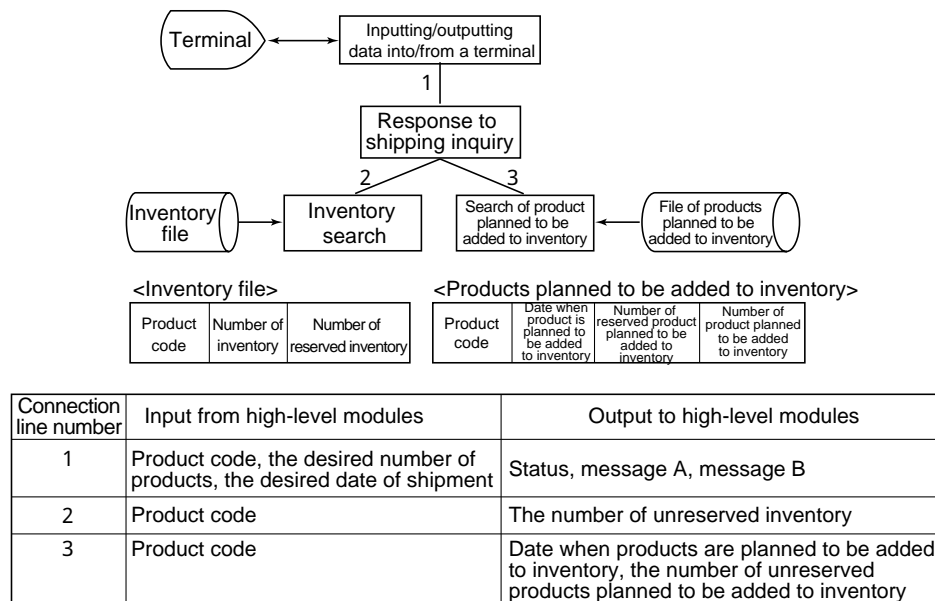 Terminal
Inputting/outputting
data into/from a terminal
1
Response to
shipping inquiry
2
3
Inventory
file
Inventory
search
Search of product
planned to be
added to inventory
File of products
planned to be
added to inventory
<Inventory file>
Product
code
Number of
inventory
Number of
reserved inventory
<Products planned to be added to inventory>
Product
code
Date when
product is
planned to
be added
to inventory
Number of
reserved product
planned to be
added to
inventory
Number of
product planned
to be added
to inventory
Connection
line number
Input from high-level modules
Output to high-level modules
1
Product code, the desired number of
products, the desired date of shipment
Status, message A, message B
2
Product code
The number of unreserved inventory
3
Product code
Date when products are planned to be added
to inventory, the number of unreserved
products planned to be added to inventory